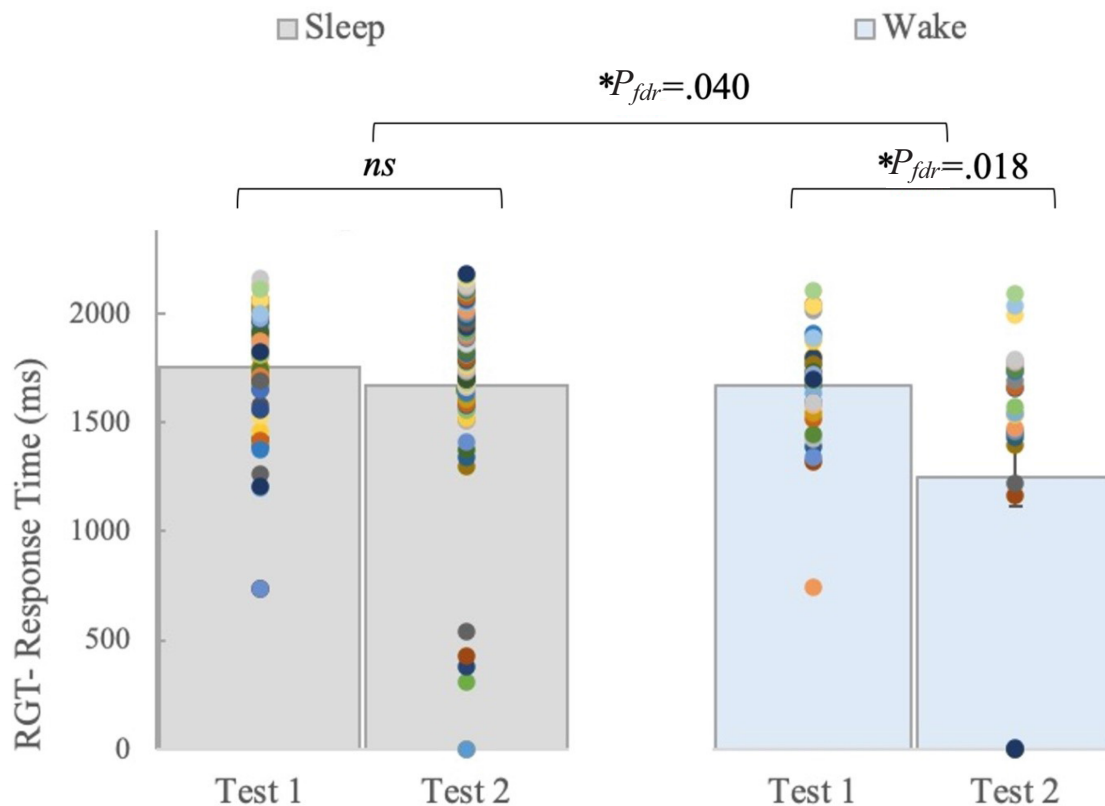 Sleep
Wake
*Pfdr=.040
ns
*Pfdr=.018
RGT- Response Time (ms)
2000
1500
1000
500
0
Test 1
Test 2
Test 1
Test 2